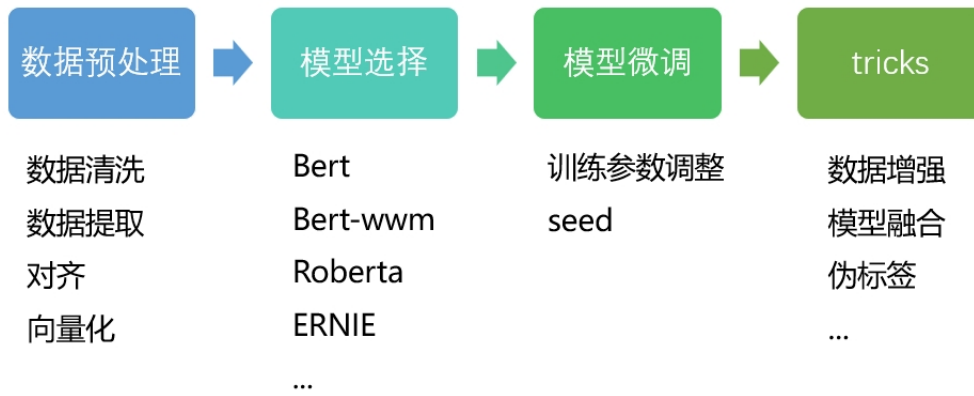 数据预处理
模型选择
模型微调
tricks
数据清洗
数据提取
对齐
向量化
Bert
Bert-wwm
Roberta
ERNIE
...
训练参数调整
seed
数据增强
模型融合
伪标签
...